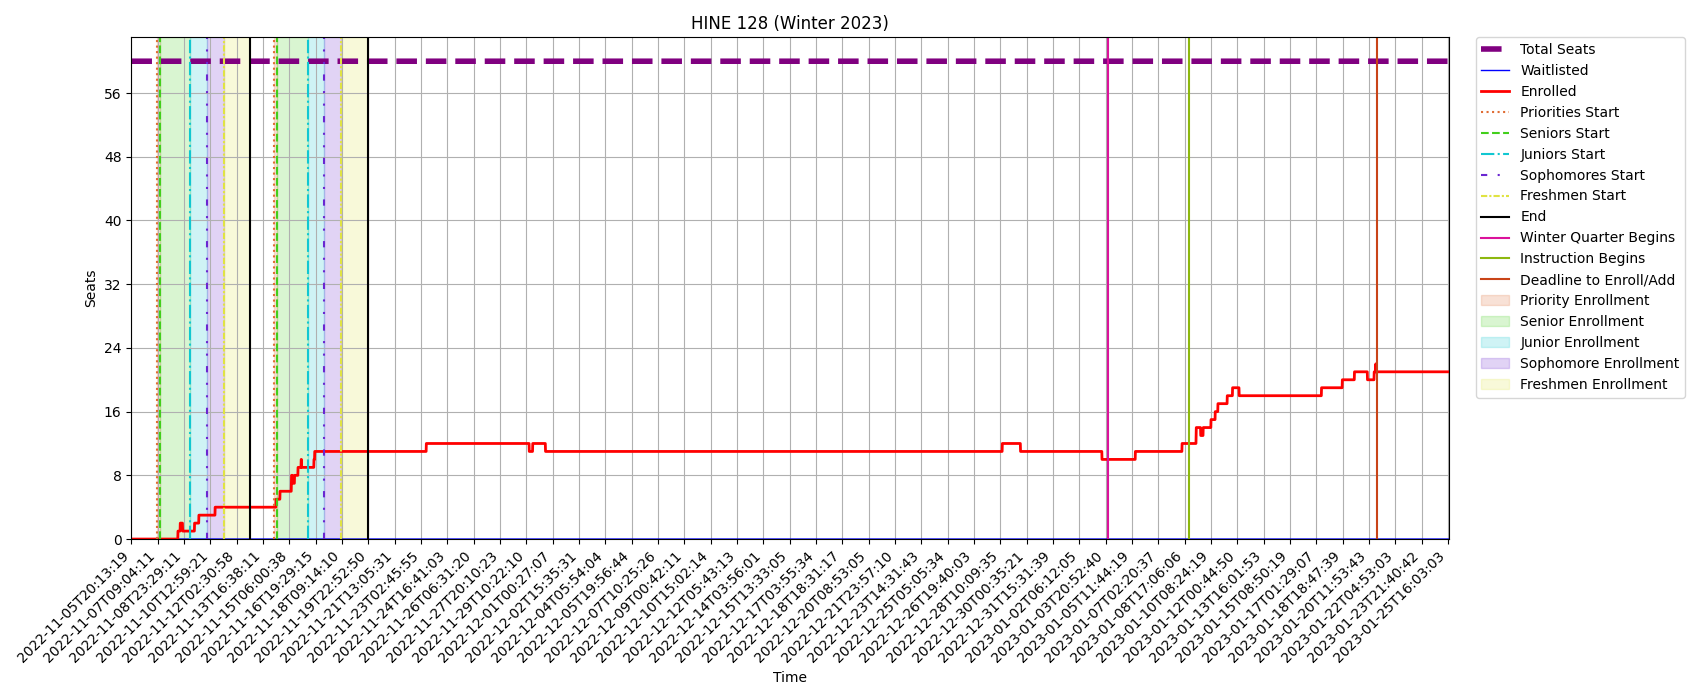 HINE 128 (Winter 2023)
Total Seats
Waitlisted
Enrolled
Priorities Start
Seniors Start
Juniors Start
Sophomores Start
Freshmen Start
End
Winter Quarter Begins
Instruction Begins
Deadline to Enroll/Add
Priority Enrollment
Senior Enrollment
Junior Enrollment
Sophomore Enrollment
Freshmen Enrollment
Seats
56
48
40
32
24
16
8
0
2022-11-05T20:13:19
2022-11-07T09:04:11
2022-11-08T23:29:11
2022-11-10T12:59:21
2022-11-12T02:30:58
2022-11-13T16:38:11
2022-11-15T06:00:38
2022-11-16T19:29:15
2022-11-18T09:14:10
2022-11-19T22:52:50
2022-11-21T13:05:31
2022-11-23T02:45:55
2022-11-24T16:41:03
2022-11-26T06:31:20
2022-11-27T20:10:23
2022-11-29T10:22:10
2022-12-01T00:27:07
2022-12-02T15:35:31
2022-12-04T05:54:04
2022-12-05T19:56:44
2022-12-07T10:25:26
2022-12-09T00:42:11
2022-12-10T15:02:14
2022-12-12T05:43:13
2022-12-14T03:56:01
2022-12-15T13:33:05
2022-12-17T03:55:34
2022-12-18T18:31:17
2022-12-20T08:53:05
2022-12-21T23:57:10
2022-12-23T14:31:43
2022-12-25T05:05:34
2022-12-26T19:40:03
2022-12-28T10:09:35
2022-12-30T00:35:21
2022-12-31T15:31:39
2023-01-02T06:12:05
2023-01-03T20:52:40
2023-01-05T11:44:19
2023-01-07T02:20:37
2023-01-08T17:06:06
2023-01-10T08:24:19
2023-01-12T00:44:50
2023-01-13T16:01:53
2023-01-15T08:50:19
2023-01-17T01:29:07
2023-01-18T18:47:39
2023-01-20T11:53:43
2023-01-22T04:53:03
2023-01-23T21:40:42
2023-01-25T16:03:03
Time